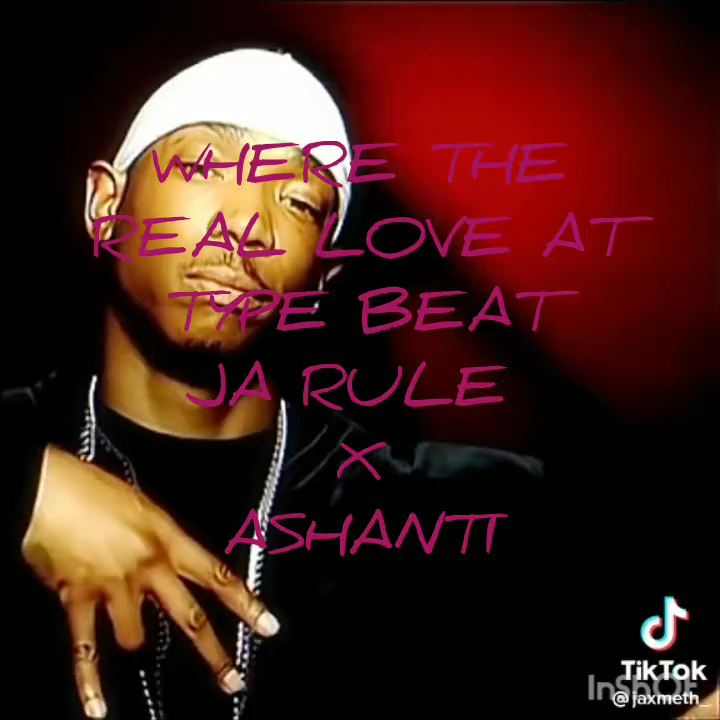 WHERE THE
REAL LOVE AT
TYPE BEAT
JA RULE
X
ASHANTI
TikTok
InShOt
@jaxmeth_